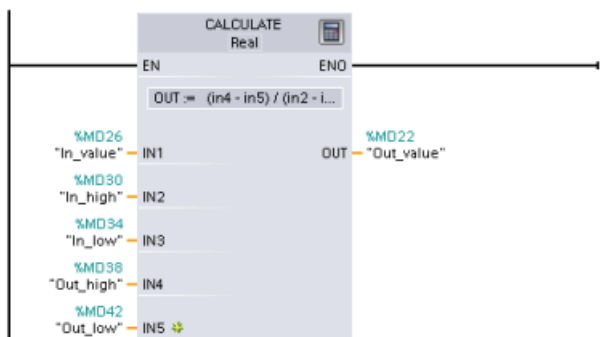 CALCULATE
Real
EN ENO
OUT := (in4 - in5) / (in2 - i...
%MD26 %MD22
"In_value" IN1 OUT "Out_value"
%MD30
"In_high" IN2
%MD34
"In_low" IN3
%MD38
"Out_high" IN4
%MD42
"Out_low" IN5